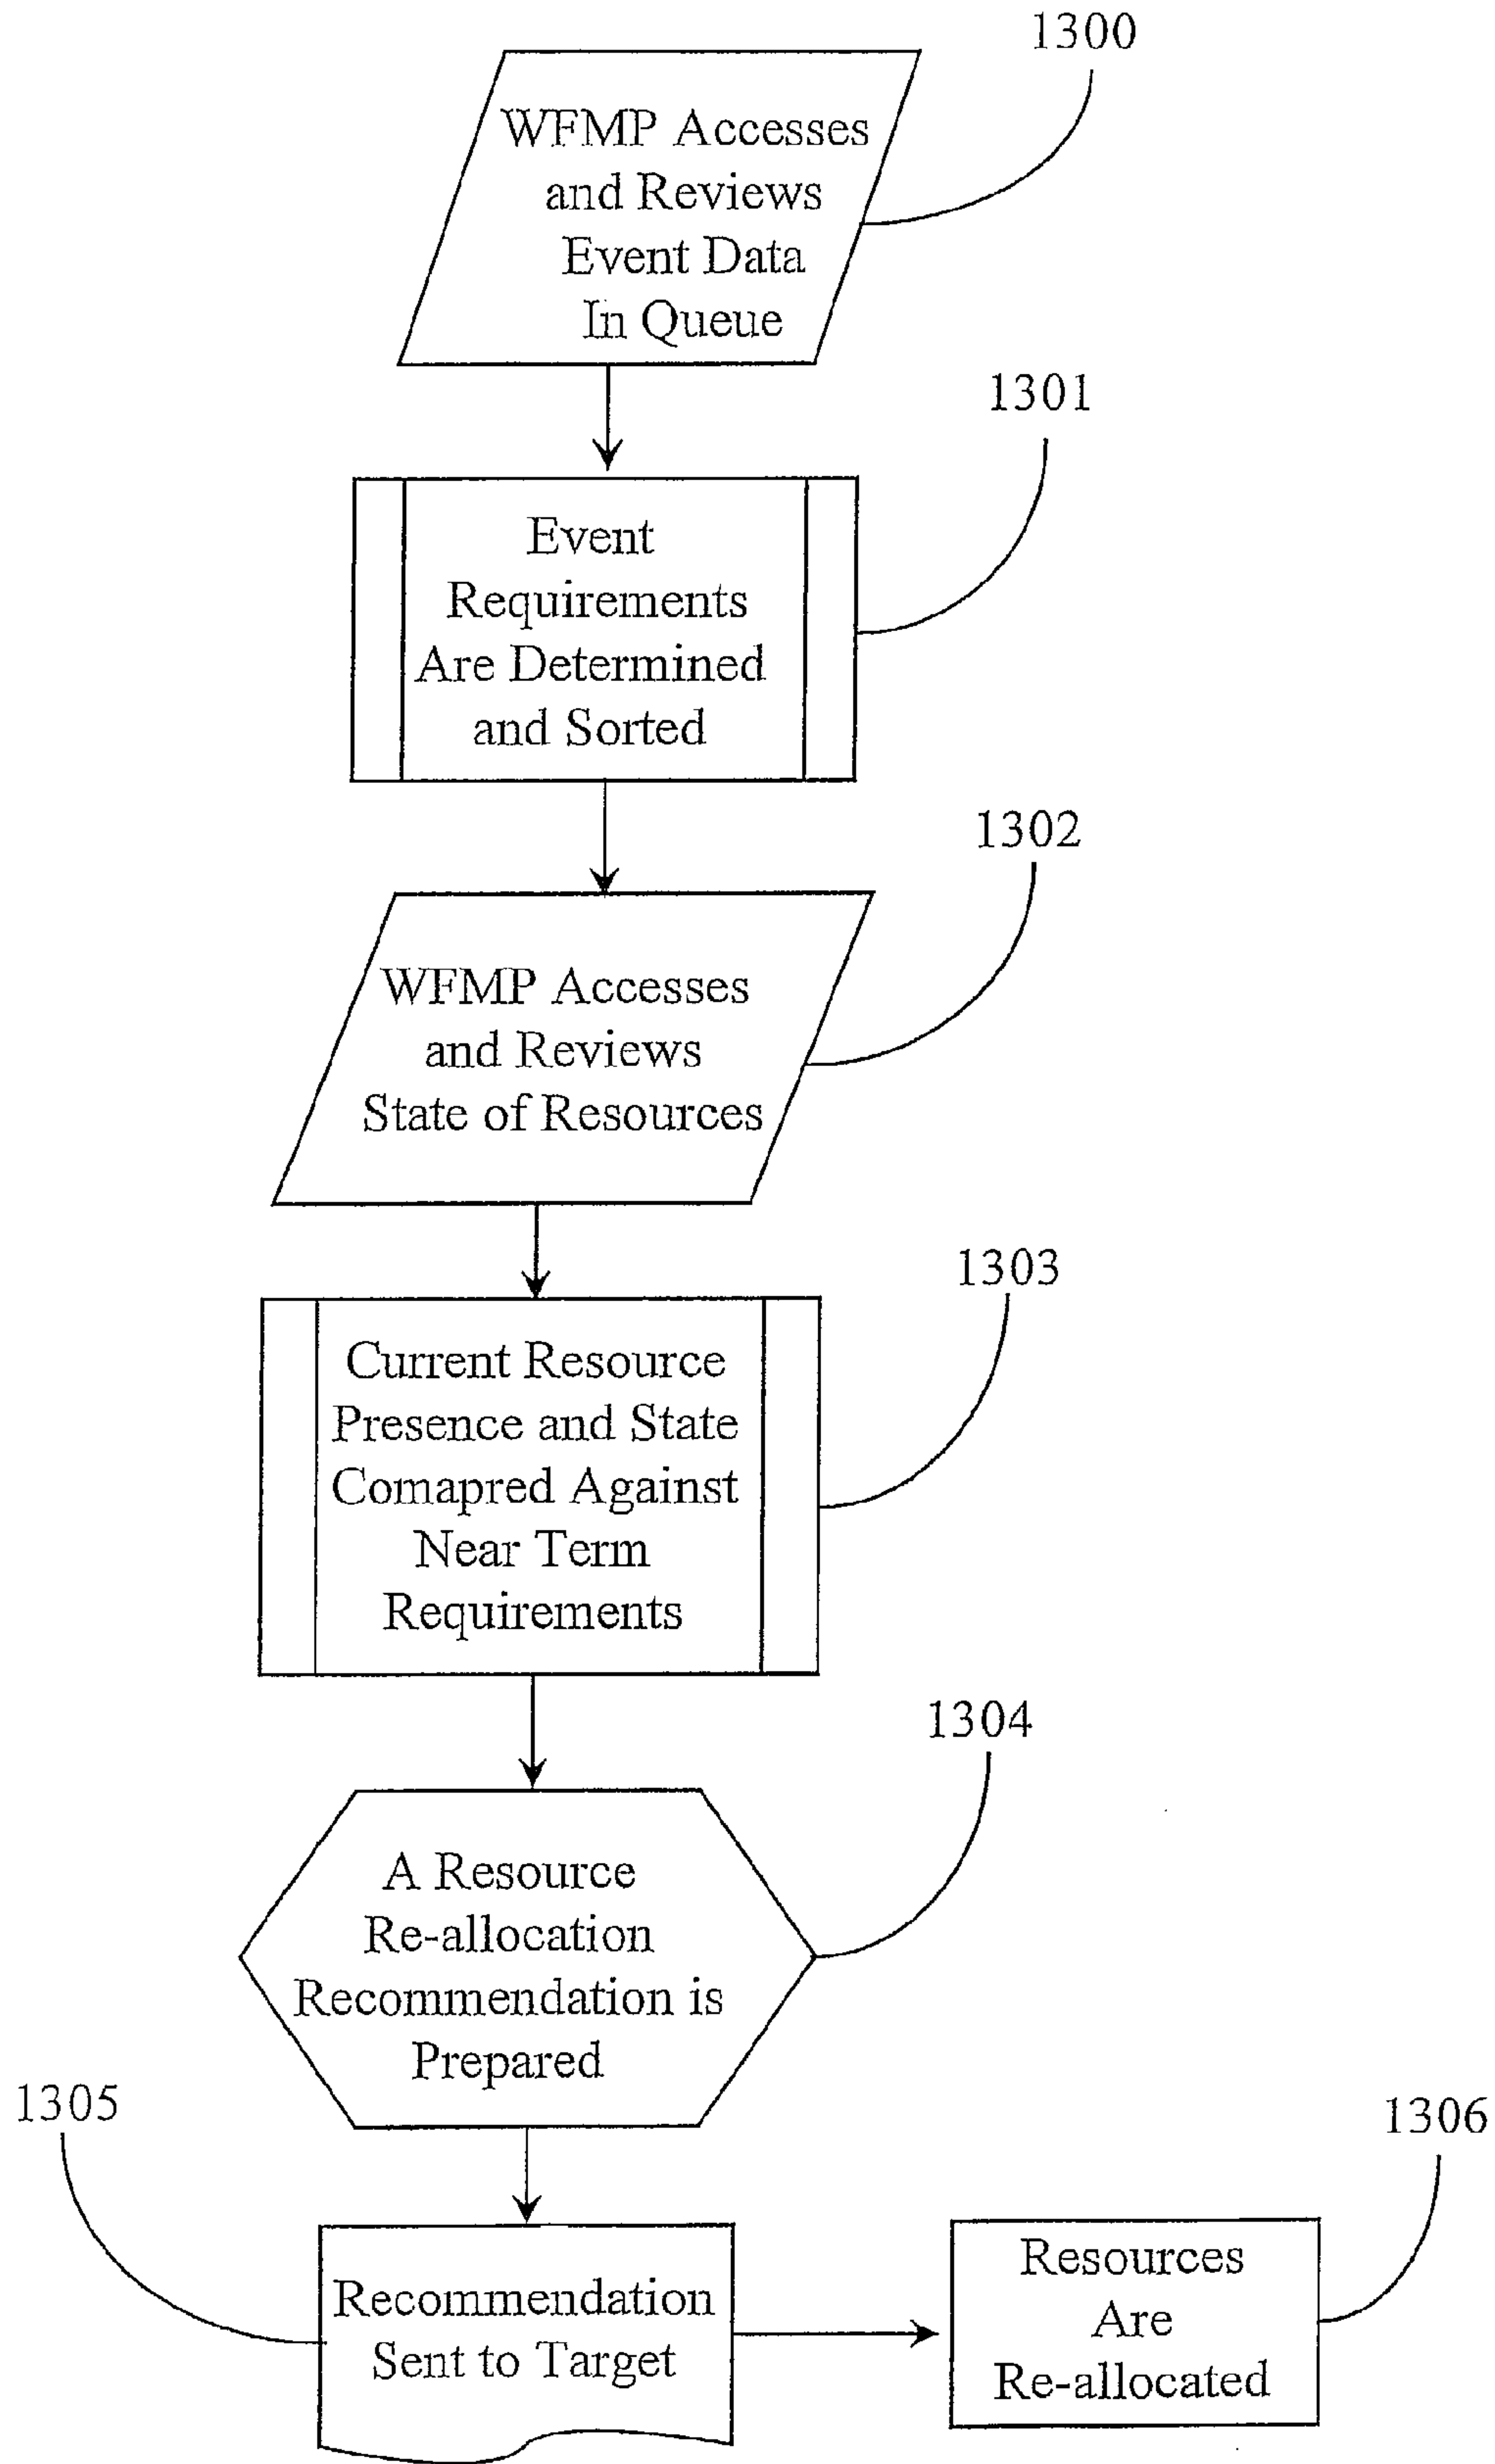 1300
WFMP Accesses
and Reviews
Event Data
In Queue
1301
Event
Requirements
Are Determined
and Sorted
1302
WFMP Accesses
and Reviews
State of Resources
1303
Current Resource
Presence and State
Comapred Against
Near Term
Requirements
1304
A Resource
Re-allocation
Recommendation is
Prepared
1305
Recommendation
Sent to Target
1306
Resources
Are
Re-allocated